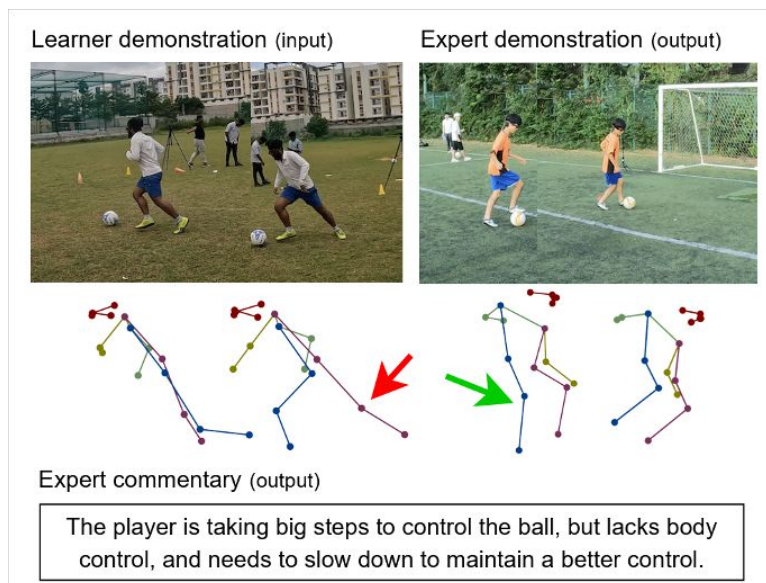 Learner demonstration (input)
Expert demonstration (output)
Expert commentary (output)
The player is taking big steps to control the ball, but lacks body
control, and needs to slow down to maintain a better control.